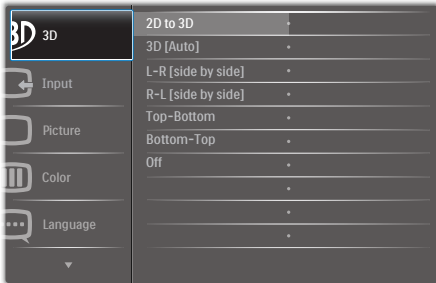 3D
3D
Input
Picture
Color
Language
2D to 3D
3D [Auto]
L-R [side by side]
R-L [side by side]
Top-Bottom
Bottom-Top
Off